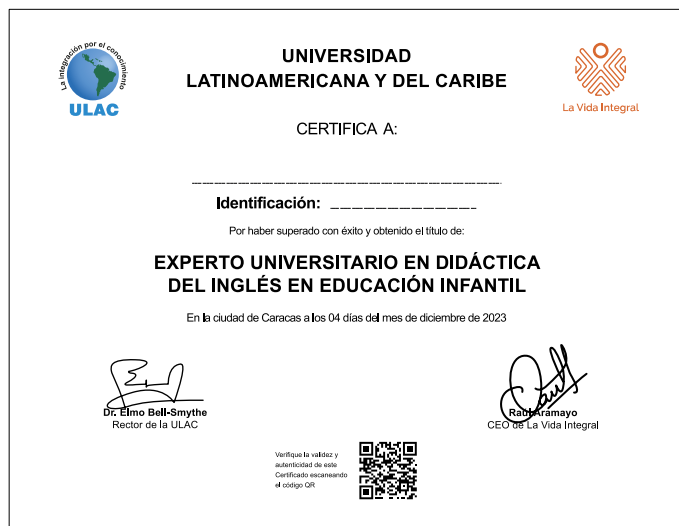 La integración por el conocimiento
ULAC
UNIVERSIDAD
LATINOAMERICANA Y DEL CARIBE
La Vida Integral
CERTIFICA A:
Identificación:
Por haber superado con éxito y obtenido el título de:
EXPERTO UNIVERSITARIO EN DIDÁCTICA
DEL INGLÉS EN EDUCACIÓN INFANTIL
En la ciudad de Caracas a los 04 días del mes de diciembre de 2023
Dr. Elmo Bell-Smythe
Rector de la ULAC
Raúl Aramayo
CEO de La Vida Integral
Verifique la validez y
autenticidad de este
Certificado escaneando
el código QR